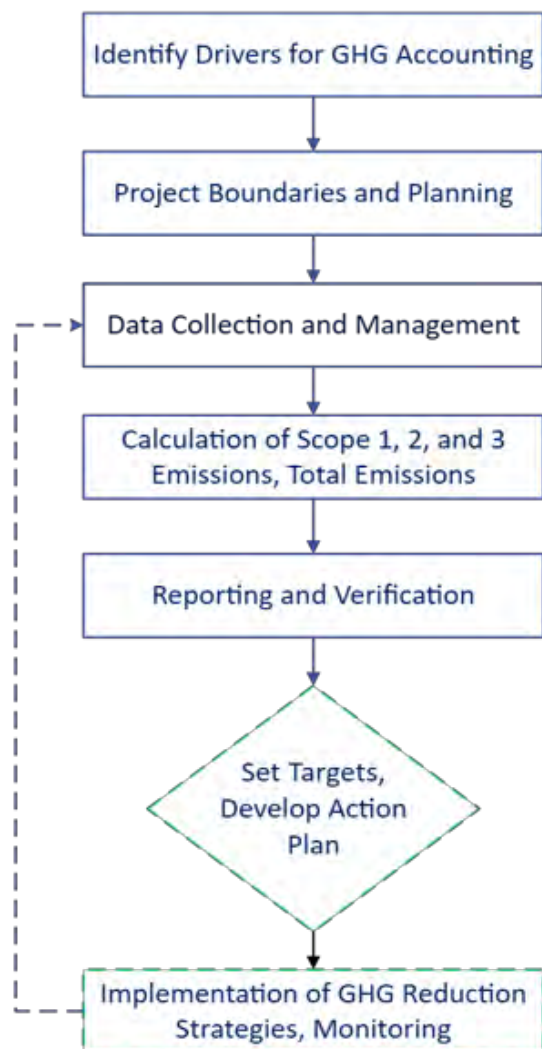 Identify Drivers for GHG Accounting
Project Boundaries and Planning
Data Collection and Management
Calculation of Scope 1, 2, and 3
Emissions, Total Emissions
Reporting and Verification
Set Targets,
Develop Action
Plan
Implementation of GHG Reduction
Strategies, Monitoring